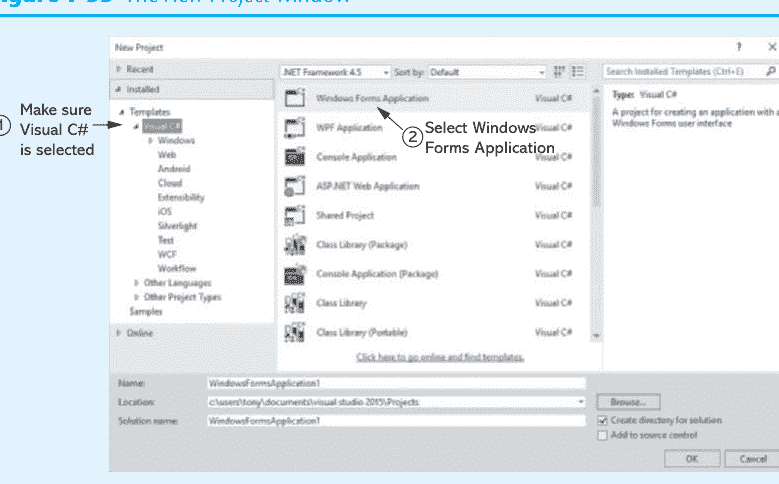 New Project
? X
Recent
.NET Framework 4.5
Sort by: Default
Search Installed Templates (Ctrl+E)
Installed
Templates
Visual C#
Windows
Web
Android
Cloud
Extensibility
iOS
Silverlight
Test
WCF
Workflow
Other Languages
Other Project Types
Samples
Online
1 Make sure
Visual C#
is selected
Windows Forms Application Visual C#
WPF Application Visual C#
Console Application Visual C#
ASP.NET Web Application Visual C#
Shared Project Visual C#
Class Library (Package) Visual C#
Console Application (Package) Visual C#
Class Library Visual C#
Class Library (Portable) Visual C#
2 Select Windows
Forms Application
Click here to go online and find templates.
Type: Visual C#
A project for creating an application with a
Windows Forms user interface
Name: WindowsFormsApplication1
Location: c:\users\tony\documents\visual studio 2015\Projects
Browse...
Solution name: WindowsFormsApplication1
Create directory for solution
Add to source control
OK Cancel